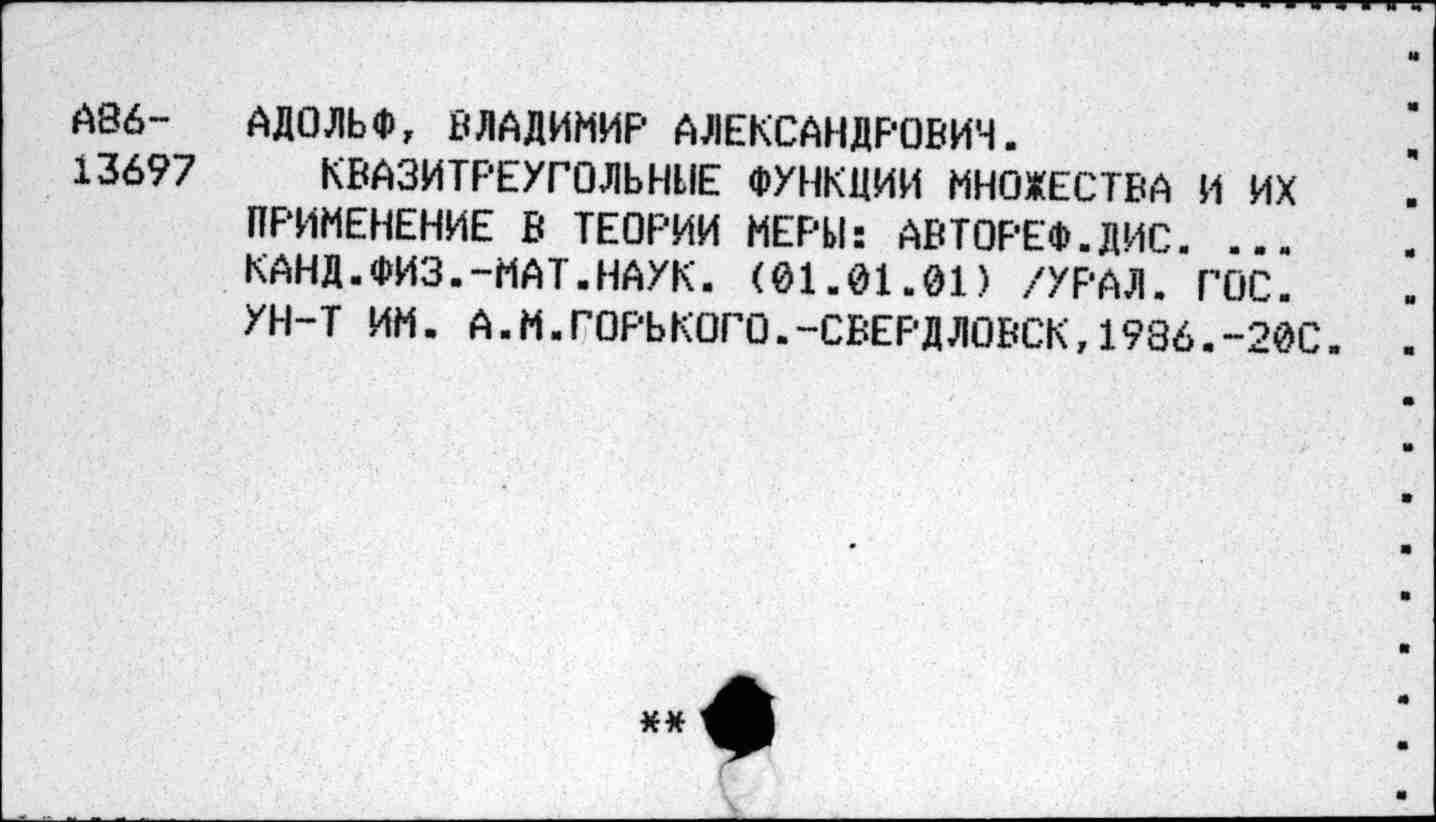 А86- АДОЛЬФ, ВЛАДИМИР АЛЕКСАНДРОВИЧ.
13697 КВАЗИТРЕУГОЛЬНЫЕ ФУНКЦИИ МНОЖЕСТВА И ИХ
ПРИМЕНЕНИЕ В ТЕОРИИ МЕРЫ: АВТОРЕФ.ДИС. ...
КАНД.ФИЗ.-МАТ.НАУК. (01.01.01) /УРАЛ. ГОС.
УН-Т ИМ. А.М.ГОРЬКОГО.-СВЕРДЛОВСК,1986.-20С.
**